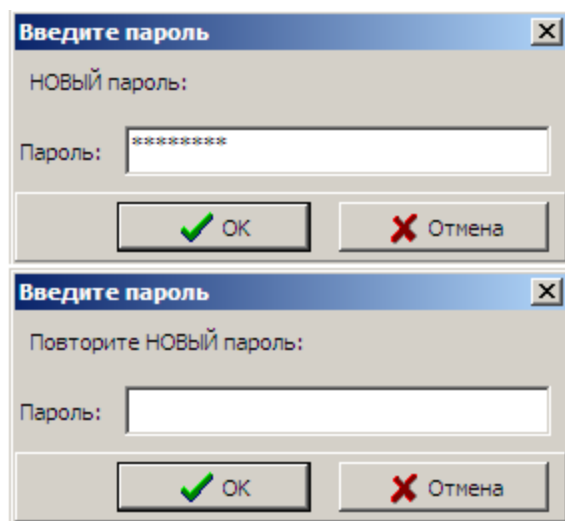 Введите пароль
НОВЫЙ пароль:
Пароль: ********
OK Отмена
Введите пароль
Повторите НОВЫЙ пароль:
Пароль:
OK Отмена